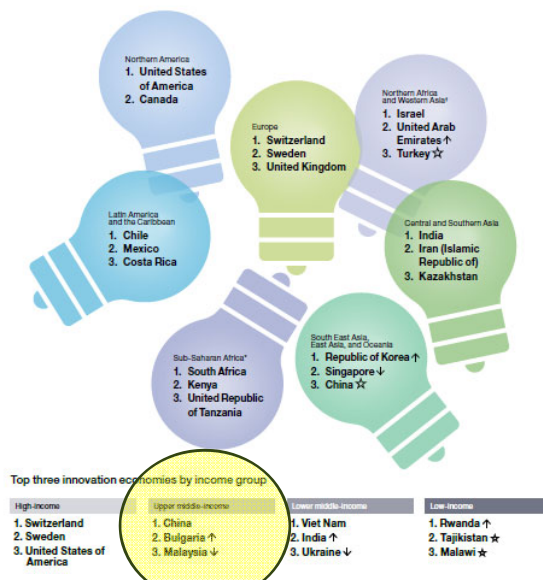 Northern America
1. United States
of America
2. Canada
Northern Africa
and Western Asia†
1. Israel
2. United Arab
Emirates↑
3. Turkey☆
Europe
1. Switzerland
2. Sweden
3. United Kingdom
Latin America
and the Caribbean
1. Chile
2. Mexico
3. Costa Rica
Central and Southern Asia
1. India
2. Iran (Islamic
Republic of)
3. Kazakhstan
Sub-Saharan Africa*
1. South Africa
2. Kenya
3. United Republic
of Tanzania
South East Asia,
East Asia, and Oceania
1. Republic of Korea↑
2. Singapore↓
3. China☆
Top three innovation economies by income group
High-income
1. Switzerland
2. Sweden
3. United States of
America
Upper middle-income
1. China
2. Bulgaria↑
3. Malaysia↓
Lower middle-income
1. Viet Nam
2. India↑
3. Ukraine↓
Low-income
1. Rwanda↑
2. Tajikistan☆
3. Malawi☆